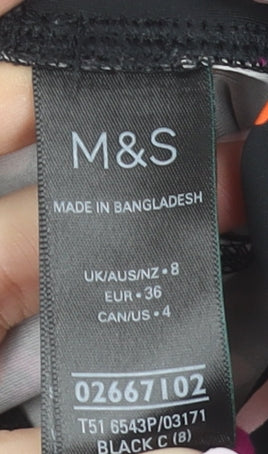 M&S
MADE IN BANGLADESH
UK/AUS/NZ • 8
EUR • 36
CAN/US • 4
02667102
T51 6543P/03171
BLACK C (8)